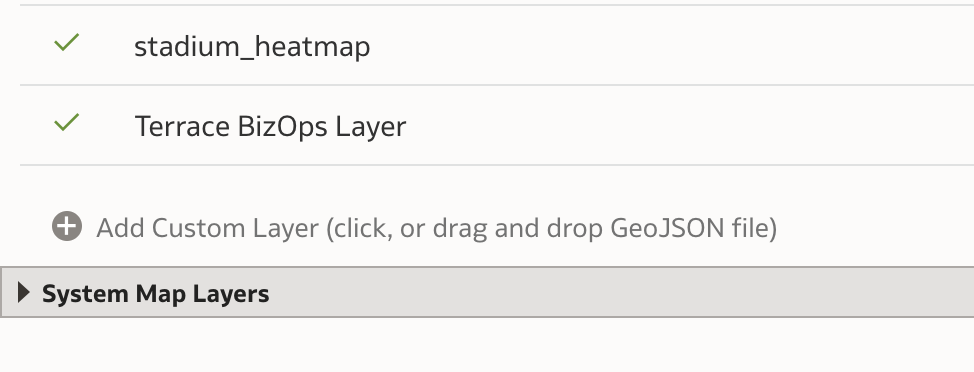 stadium_heatmap
Terrace BizOps Layer
Add Custom Layer (click, or drag and drop GeoJSON file)
System Map Layers